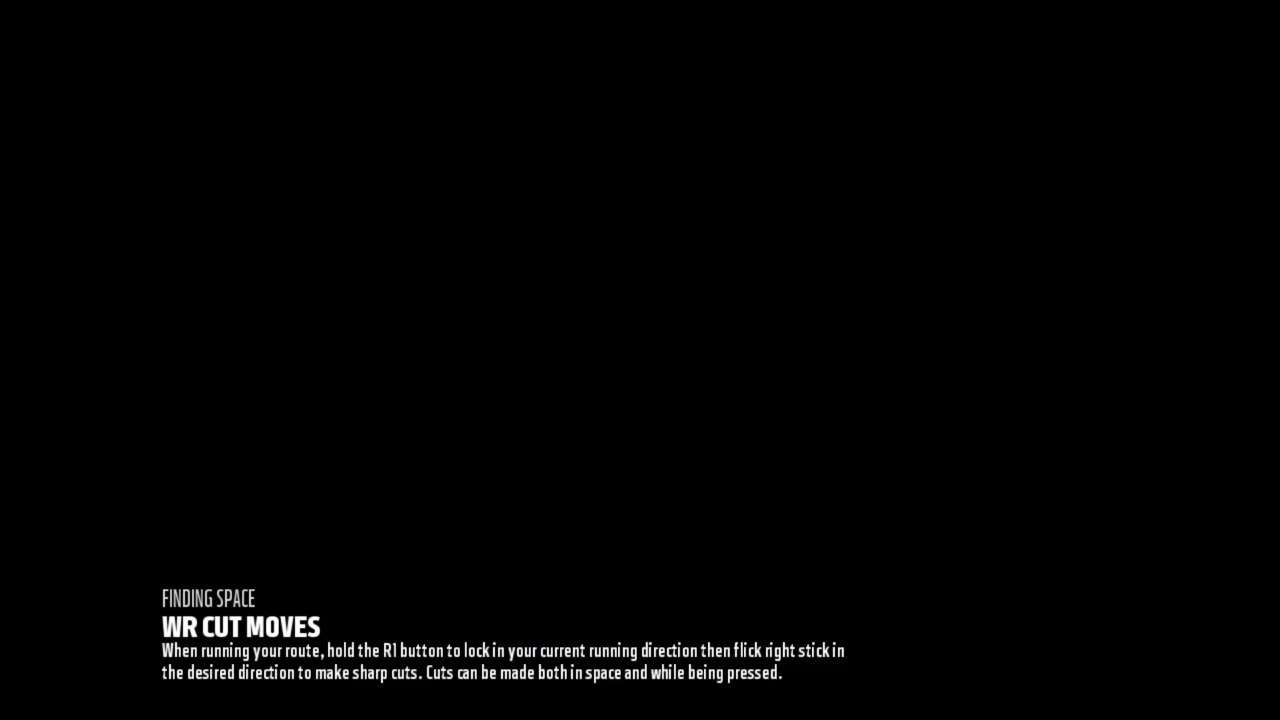 FINDING SPACE
WR CUT MOVES
When running your route, hold the R1 button to lock in your current running direction then flick right stick in
the desired direction to make sharp cuts. Cuts can be made both in space and while being pressed.